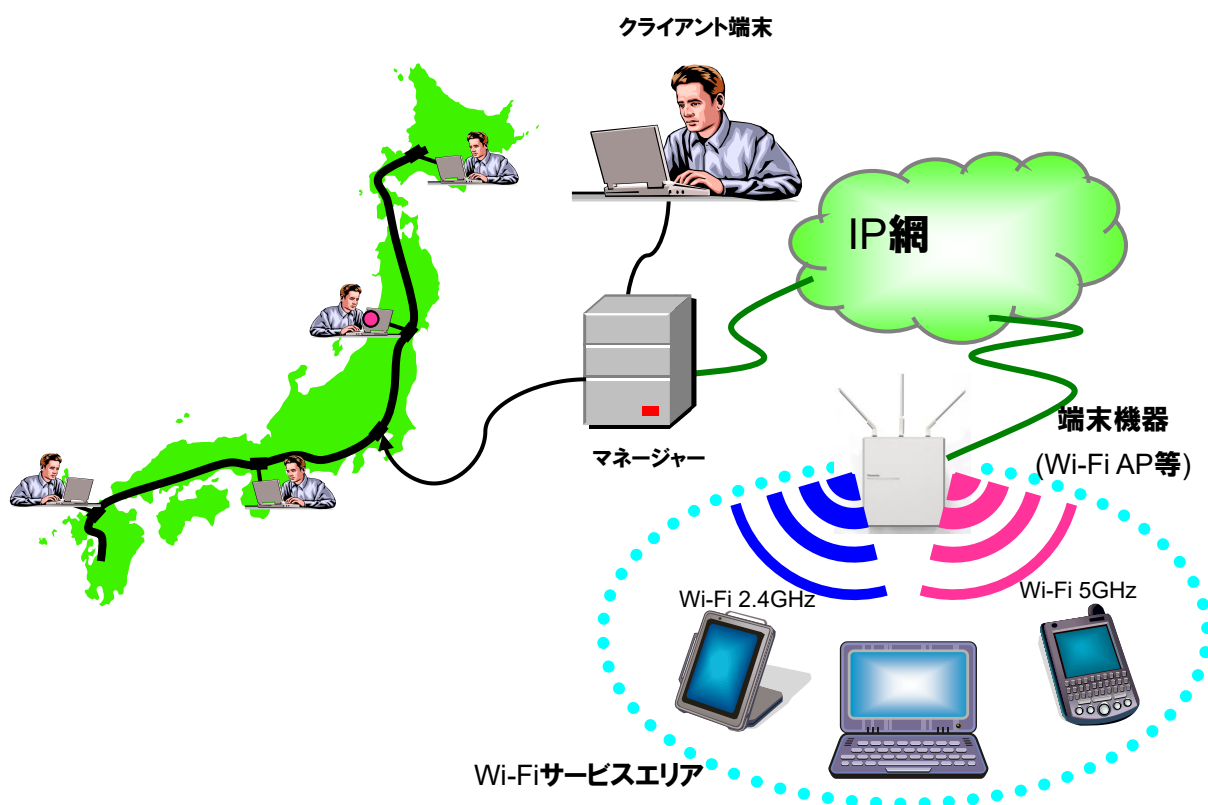 クライアント端末
IP網
マネージャー
端末機器
(Wi-Fi AP等)
Wi-Fi 2.4GHz
Wi-Fi 5GHz
Wi-Fiサービスエリア